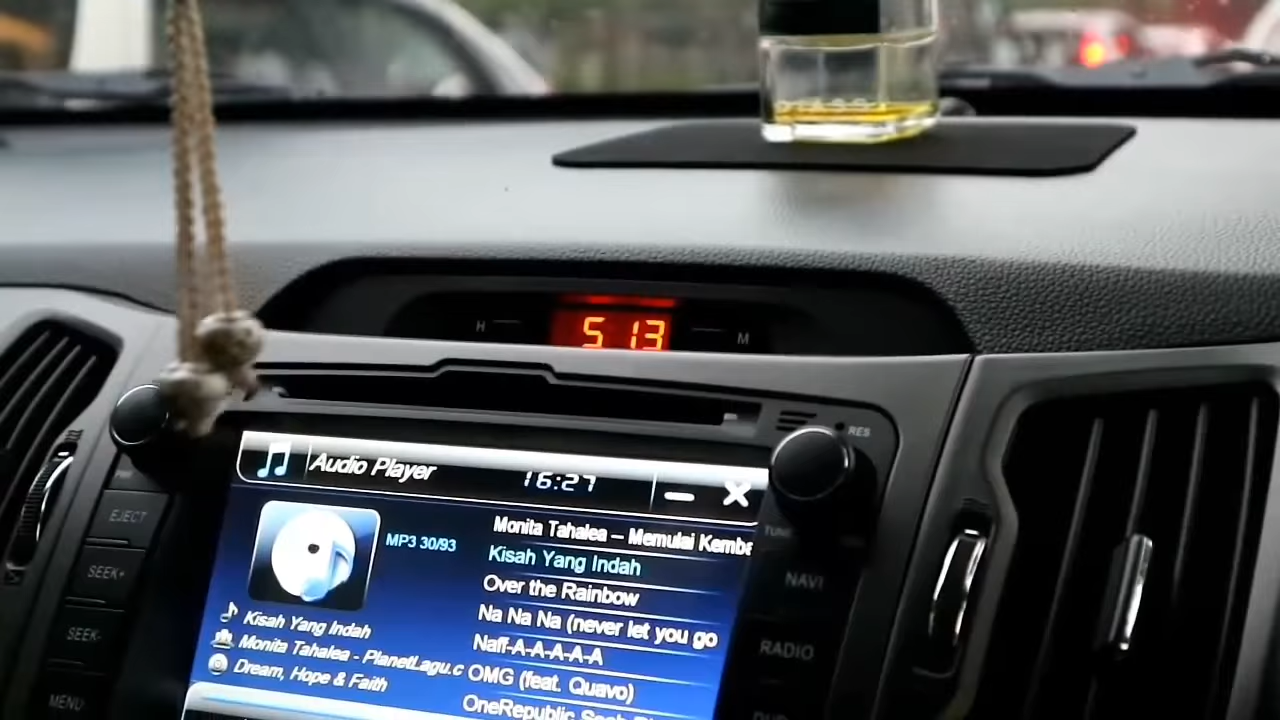 H
5 13
M
RES
Audio Player
16:27
MP3 30/93
Monita Tahalea – Memulai Kemba
Kisah Yang Indah
Over the Rainbow
Na Na Na (never let you go
Naff-A-A-A-A-A
OMG (feat. Quavo)
OneRepublic
Kisah Yang Indah
Monita Tahalea - PlanetLagu.c
Dream, Hope & Faith
EJECT
SEEK+
SEEK-
MENU
TUNE
NAVI
RADIO